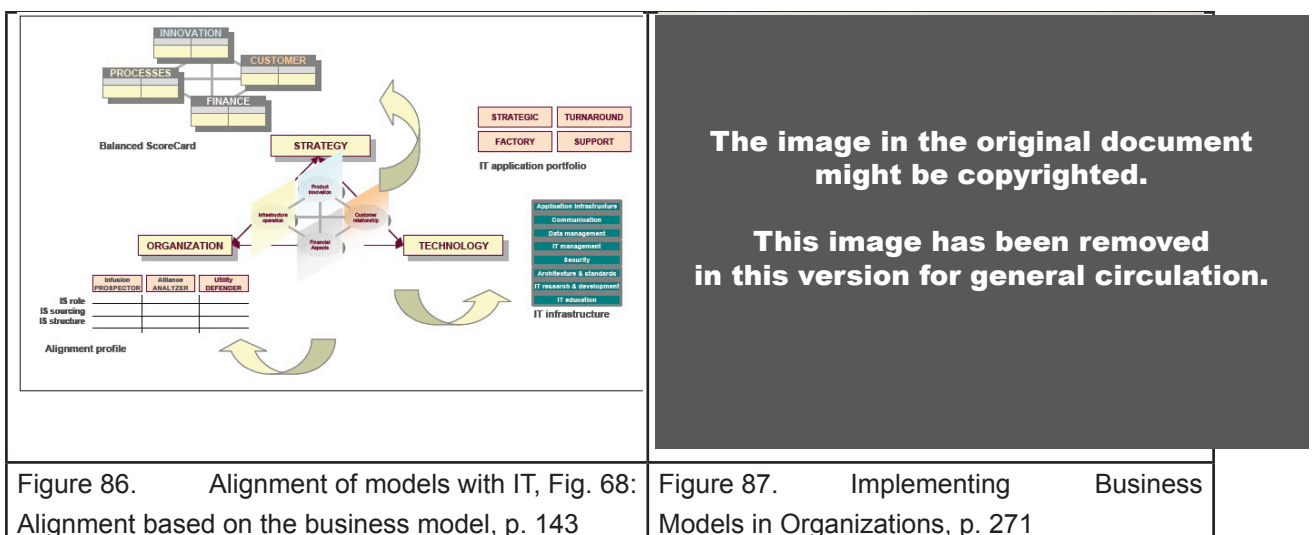 INNOVATION
CUSTOMER
PROCESSES
FINANCE
Balanced ScoreCard
STRATEGY
STRATEGIC TURNAROUND
FACTORY SUPPORT
IT application portfolio
Product
Innovation
Infrastructure
operation
Customer
relationship
Financial
Aspects
ORGANIZATION
TECHNOLOGY
Application Infrastructure
Communication
Data management
IT management
Security
Architecture & standards
IT research & development
IT education
IT infrastructure
Infusion Alliance Utility
PROSPECTOR ANALYZER DEFENDER
IS role
IS sourcing
IS structure
Alignment profile
The image in the original document
might be copyrighted.
This image has been removed
in this version for general circulation.
Figure 86. Alignment of models with IT, Fig. 68:
Alignment based on the business model, p. 143
Figure 87. Implementing Business
Models in Organizations, p. 271